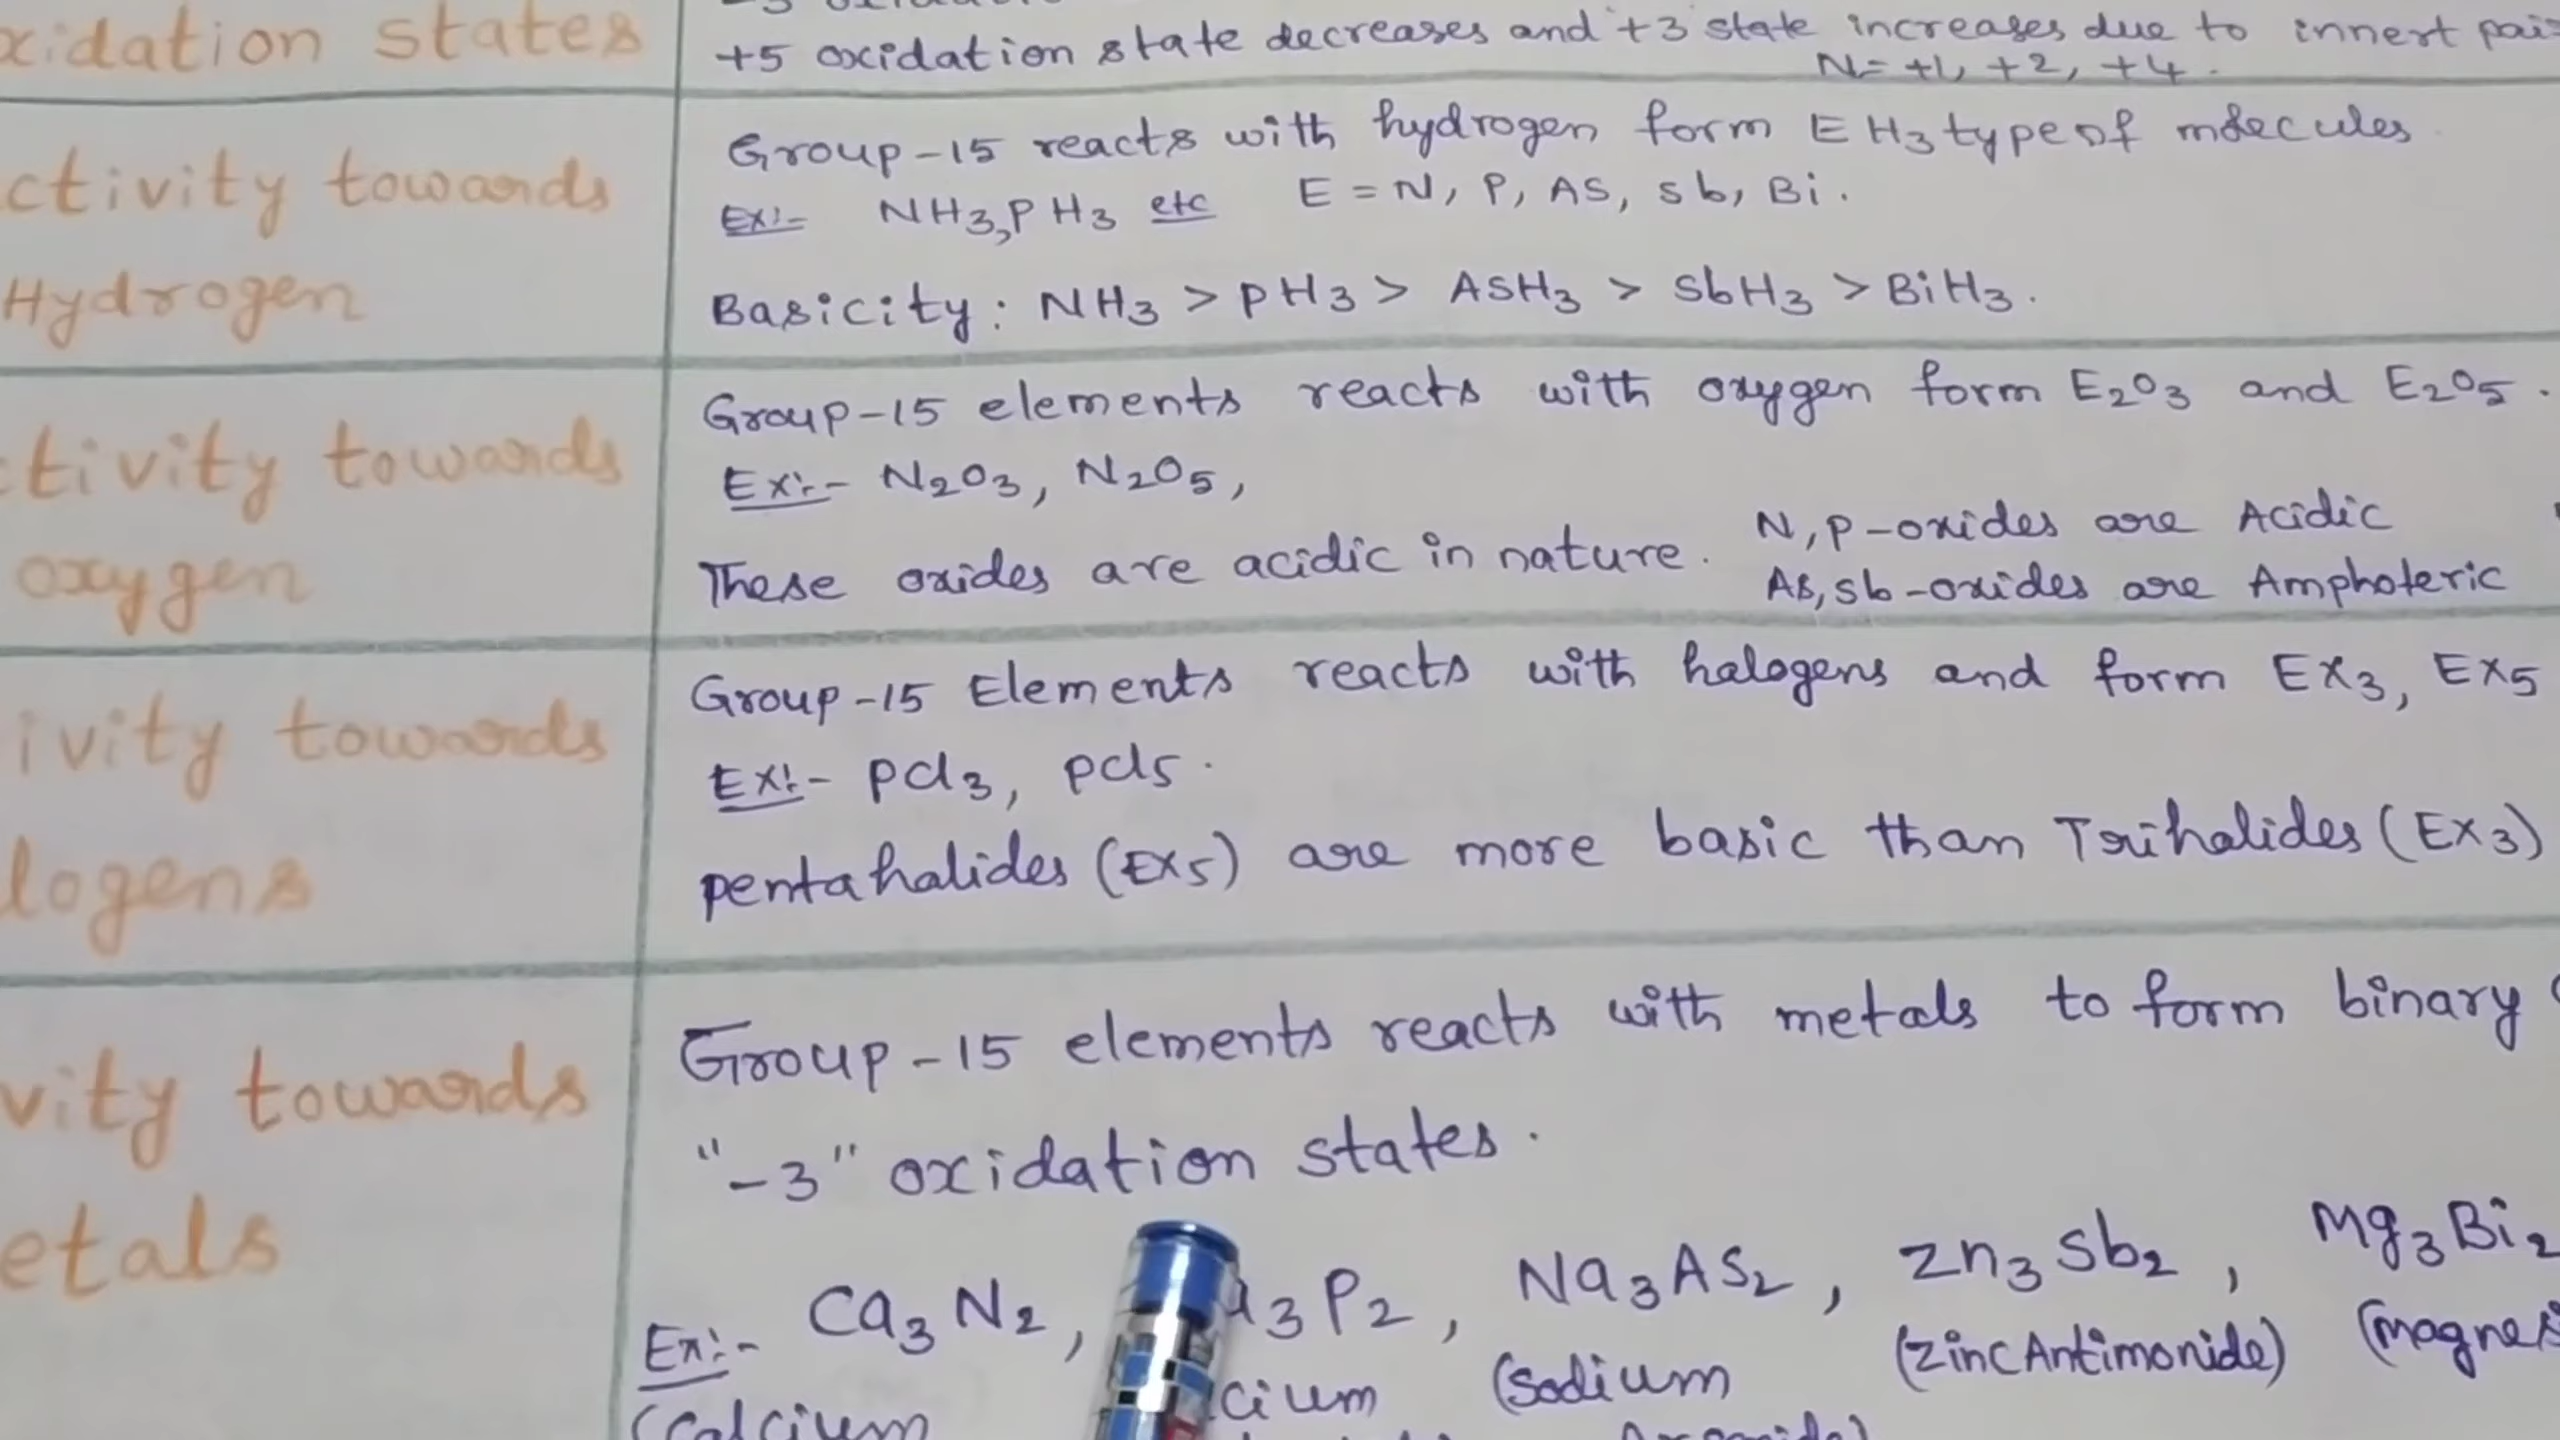 xidation states
+5 oxidation state decreases and +3 state increases due to innert pair
N= +1, +2, +4.
ctivity towards
Hydrogen
Group-15 reacts with hydrogen form EH3 type of molecules
Ex:- NH3, PH3 etc E = N, P, As, Sb, Bi.
Basicity: NH3 > PH3 > AsH3 > SbH3 > BiH3.
ctivity towards
oxygen
Group-15 elements reacts with oxygen form E2O3 and E2O5.
Ex:- N2O3, N2O5,
These oxides are acidic in nature.
N, P-oxides are Acidic
As, Sb-oxides are Amphoteric
ivity towards
logens
Group-15 Elements reacts with halogens and form EX3, EX5
Ex:- PCl3, PCl5.
pentahalides (EX5) are more basic than Trihalides (EX3)
vity towards
etals
Group-15 elements reacts with metals to form binary
"-3" oxidation states.
Ex:- Ca3N2, a3P2, Na3As2, Zn3Sb2, Mg3Bi2
(Calcium cium (sodium (zinc Antimonide) (magnesi